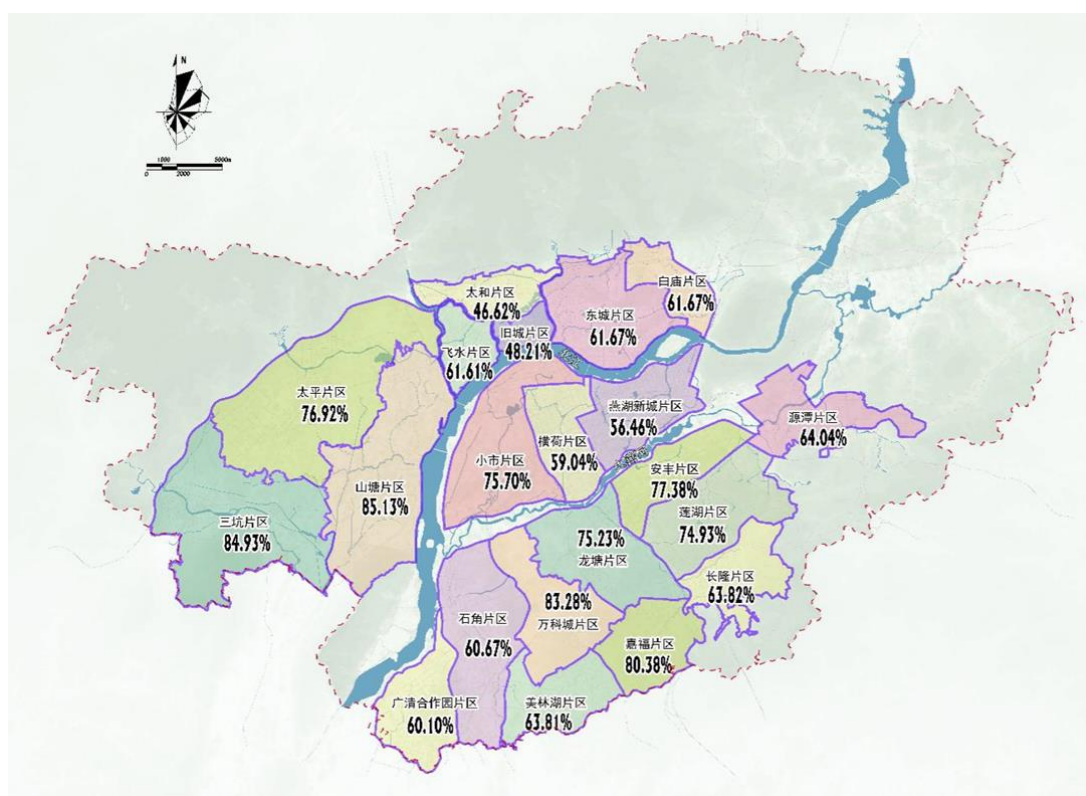 N
1000
5000m
0
2000
太和片区
46.62%
白庙片区
61.67%
东城片区
61.67%
旧城片区
48.21%
飞水片区
61.61%
太平片区
76.92%
燕湖新城片区
56.46%
源潭片区
64.04%
横荷片区
59.04%
小市片区
75.70%
安丰片区
77.38%
山塘片区
85.13%
莲湖片区
74.93%
三坑片区
84.93%
75.23%
龙塘片区
长隆片区
63.82%
83.28%
万科城片区
石角片区
60.67%
嘉福片区
80.38%
广清合作园片区
60.10%
美林湖片区
63.81%